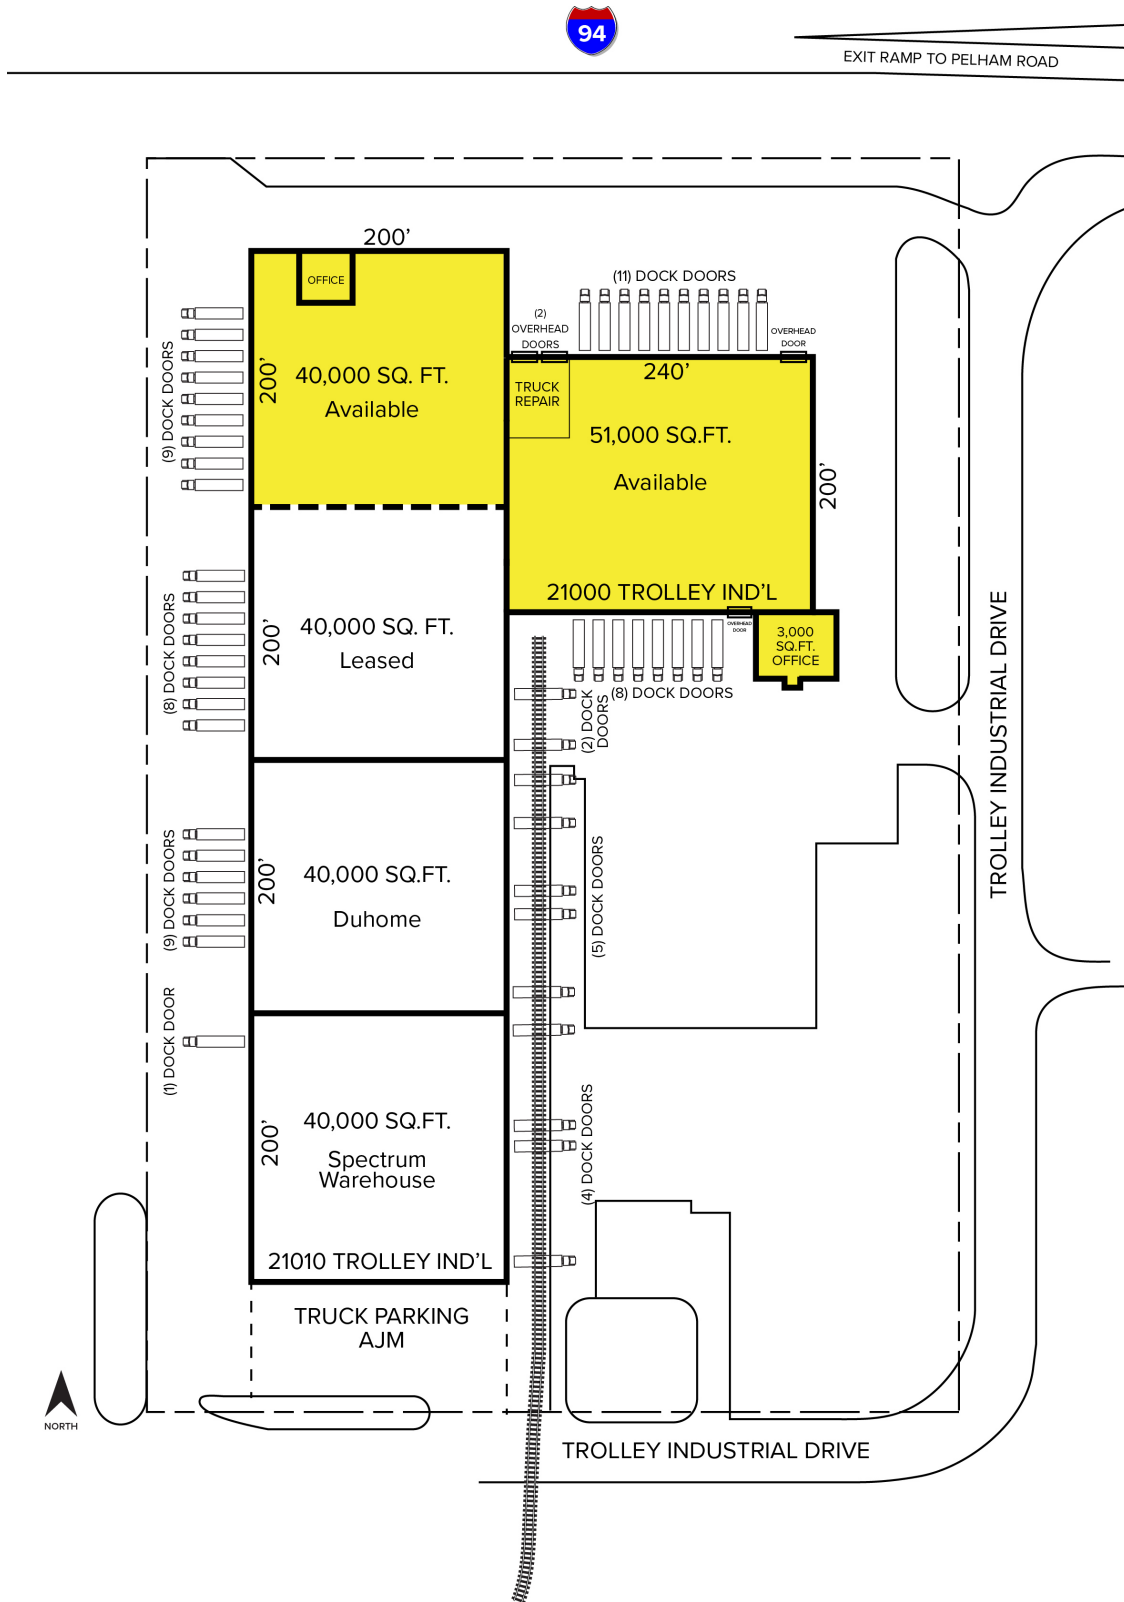 94
EXIT RAMP TO PELHAM ROAD
200’
OFFICE
(9) DOCK DOORS
200’
40,000 SQ. FT.
Available
(11) DOCK DOORS
(2)
OVERHEAD
DOORS
OVERHEAD
DOOR
240’
TRUCK
REPAIR
51,000 SQ.FT.
Available
200’
21000 TROLLEY IND’L
OVERHEAD
DOOR
3,000
SQ.FT.
OFFICE
(8) DOCK DOORS
(2) DOCK
DOORS
(8) DOCK DOORS
200’
40,000 SQ. FT.
Leased
TROLLEY INDUSTRIAL DRIVE
(9) DOCK DOORS
200’
40,000 SQ.FT.
Duhome
(5) DOCK DOORS
(1) DOCK DOOR
200’
40,000 SQ.FT.
Spectrum
Warehouse
(4) DOCK DOORS
21010 TROLLEY IND’L
TRUCK PARKING
AJM
NORTH
TROLLEY INDUSTRIAL DRIVE